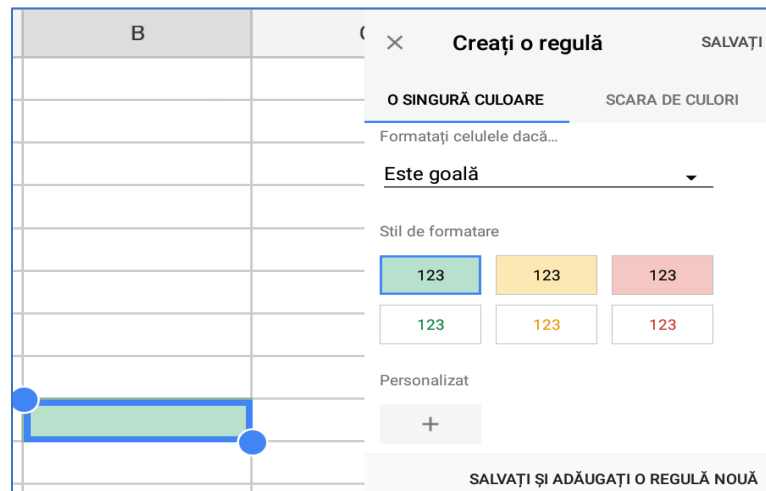 B
Creați o regulă
SALVAȚI
O SINGURĂ CULOARE
SCARA DE CULORI
Formatați celulele dacă...
Este goală
Stil de formatare
123 123 123
123 123 123
Personalizat
+
SALVAȚI ȘI ADĂUGAȚI O REGULĂ NOUĂ